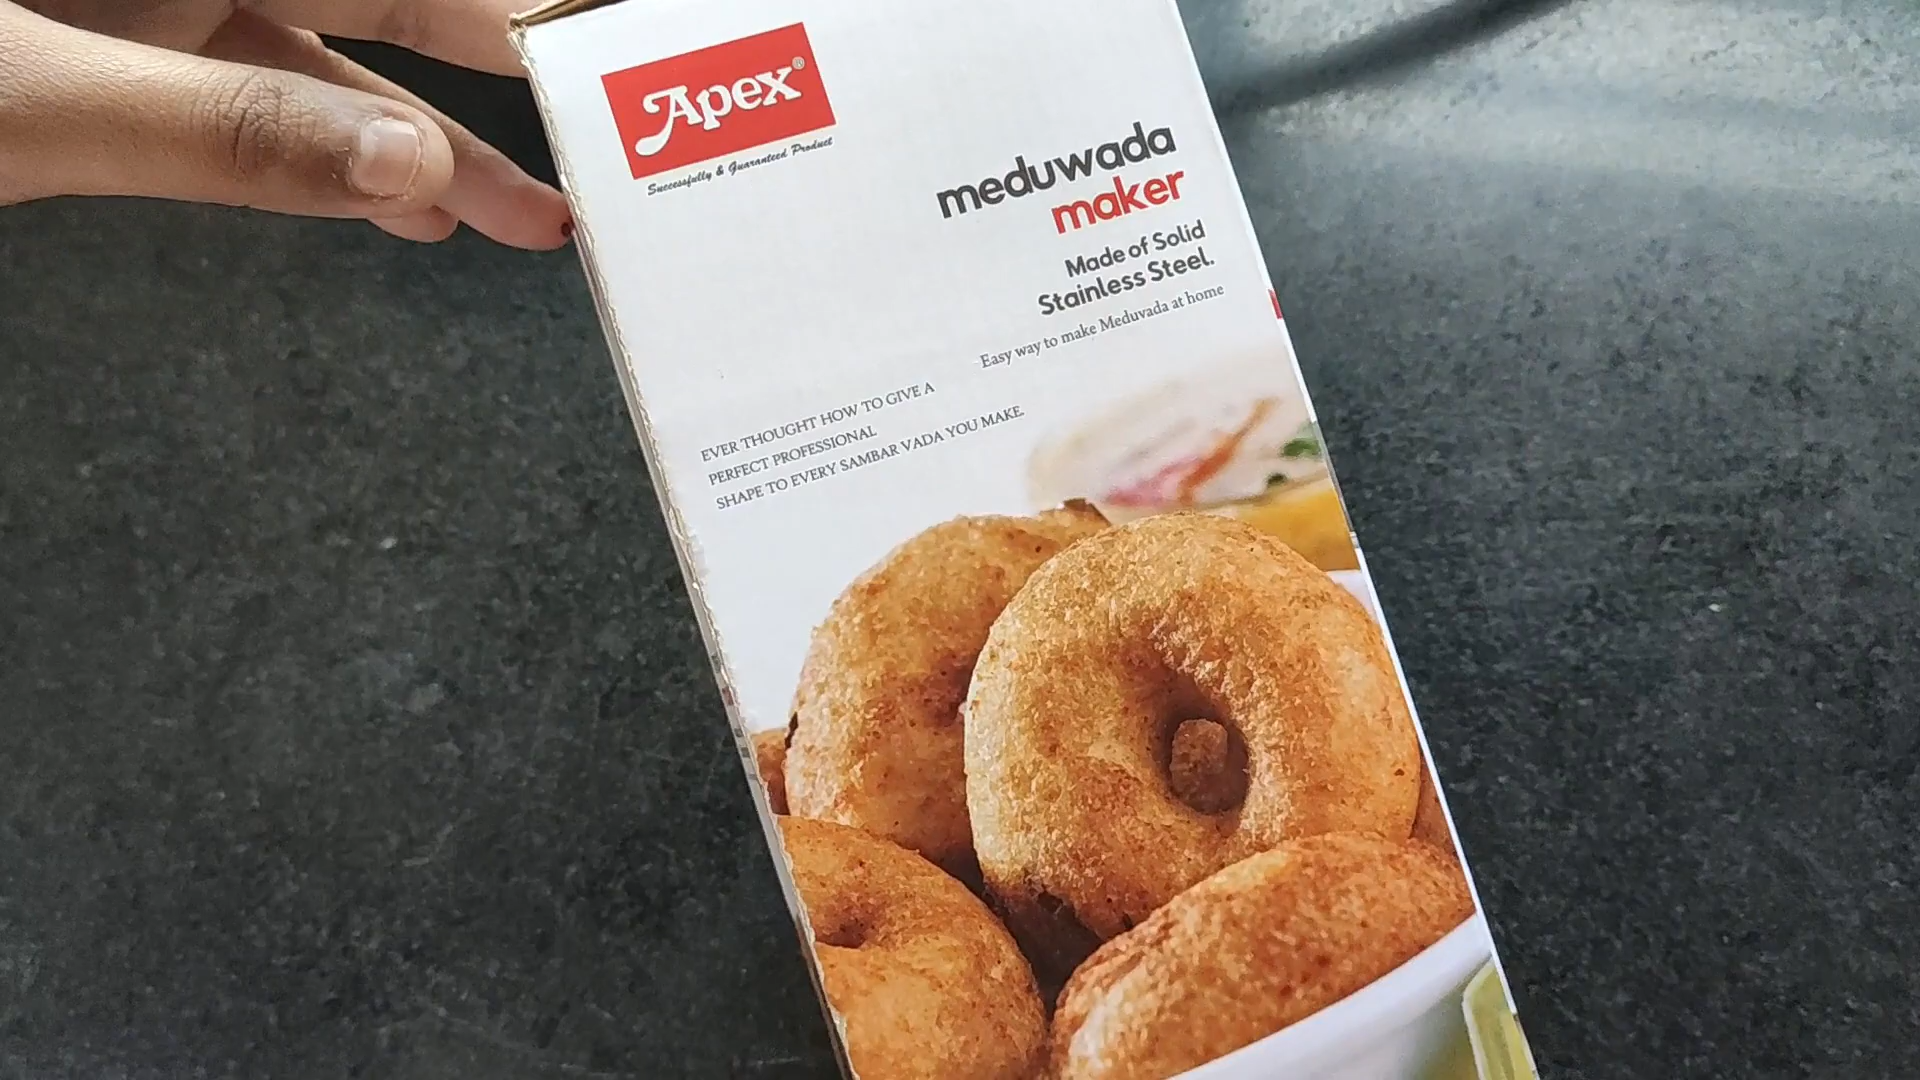 Apex®
Successfully & Guaranteed Product
meduwada
maker
Made of Solid
Stainless Steel.
Easy way to make Meduvada at home
EVER THOUGHT HOW TO GIVE A
PERFECT PROFESSIONAL
SHAPE TO EVERY SAMBAR VADA YOU MAKE.